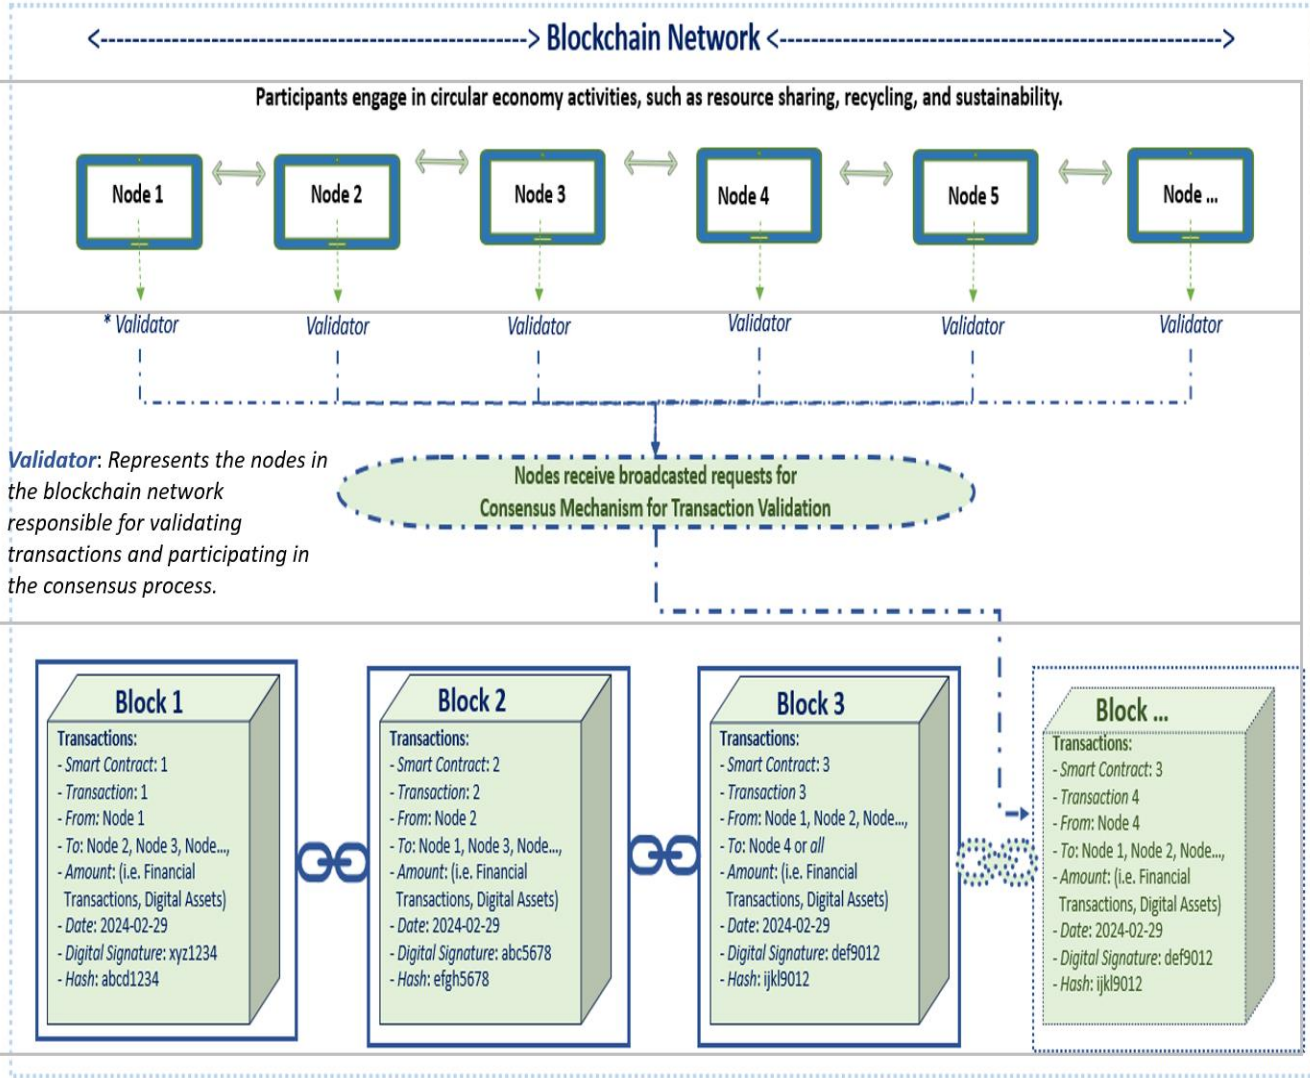 <----------------------------------> Blockchain Network <---------------------------------->
Participants engage in circular economy activities, such as resource sharing, recycling, and sustainability.
Node 1
Node 2
Node 3
Node 4
Node 5
Node ...
* Validator
Validator
Validator
Validator
Validator
Validator
Validator: Represents the nodes in
the blockchain network
responsible for validating
transactions and participating in
the consensus process.
Nodes receive broadcasted requests for
Consensus Mechanism for Transaction Validation
Block 1
Transactions:
- Smart Contract: 1
- Transaction: 1
- From: Node 1
- To: Node 2, Node 3, Node...,
- Amount: (i.e. Financial
Transactions, Digital Assets)
- Date: 2024-02-29
- Digital Signature: xyz1234
- Hash: abcd1234
Block 2
Transactions:
- Smart Contract: 2
- Transaction: 2
- From: Node 2
- To: Node 1, Node 3, Node...,
- Amount: (i.e. Financial
Transactions, Digital Assets)
- Date: 2024-02-29
- Digital Signature: abc5678
- Hash: efgh5678
Block 3
Transactions:
- Smart Contract: 3
- Transaction 3
- From: Node 1, Node 2, Node...,
- To: Node 4 or all
- Amount: (i.e. Financial
Transactions, Digital Assets)
- Date: 2024-02-29
- Digital Signature: def9012
- Hash: ijkl9012
Block ...
Transactions:
- Smart Contract: 3
- Transaction 4
- From: Node 4
- To: Node 1, Node 2, Node...,
- Amount: (i.e. Financial
Transactions, Digital Assets)
- Date: 2024-02-29
- Digital Signature: def9012
- Hash: ijkl9012